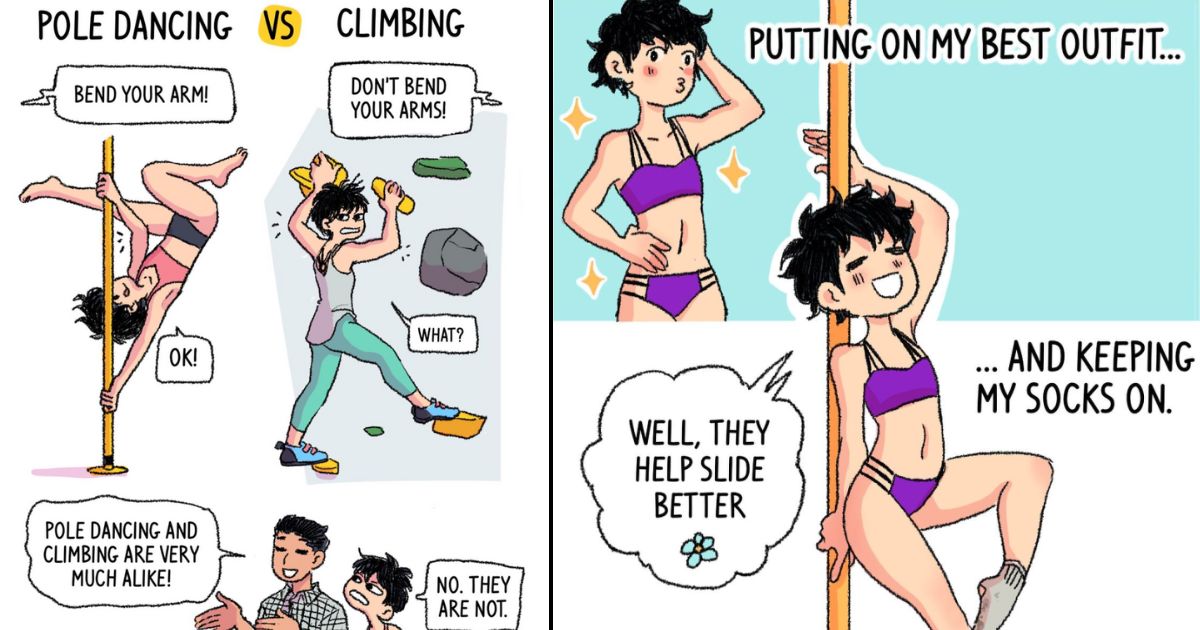 POLE DANCING VS CLIMBING
BEND YOUR ARM!
DON'T BEND
YOUR ARMS!
OK!
WHAT?
POLE DANCING AND
CLIMBING ARE VERY
MUCH ALIKE!
NO. THEY
ARE NOT.
PUTTING ON MY BEST OUTFIT...
... AND KEEPING
MY SOCKS ON.
WELL, THEY
HELP SLIDE
BETTER